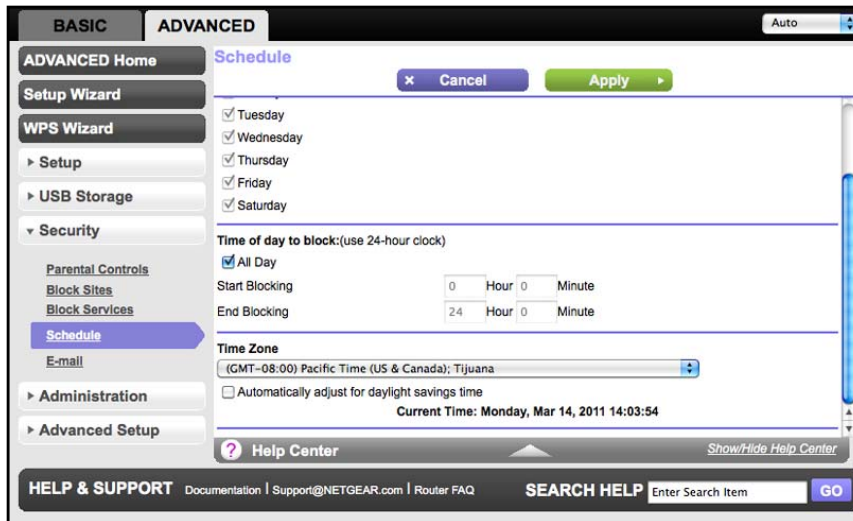 BASIC ADVANCED Auto
ADVANCED Home
Setup Wizard
WPS Wizard
Setup
USB Storage
Security
Parental Controls
Block Sites
Block Services
Schedule
E-mail
Administration
Advanced Setup
Schedule
Cancel Apply
Tuesday
Wednesday
Thursday
Friday
Saturday
Time of day to block:(use 24-hour clock)
All Day
Start Blocking 0 Hour 0 Minute
End Blocking 24 Hour 0 Minute
Time Zone
(GMT-08:00) Pacific Time (US & Canada); Tijuana
Automatically adjust for daylight savings time
Current Time: Monday, Mar 14, 2011 14:03:54
? Help Center Show/Hide Help Center
HELP & SUPPORT Documentation | Support@NETGEAR.com | Router FAQ SEARCH HELP Enter Search Item GO